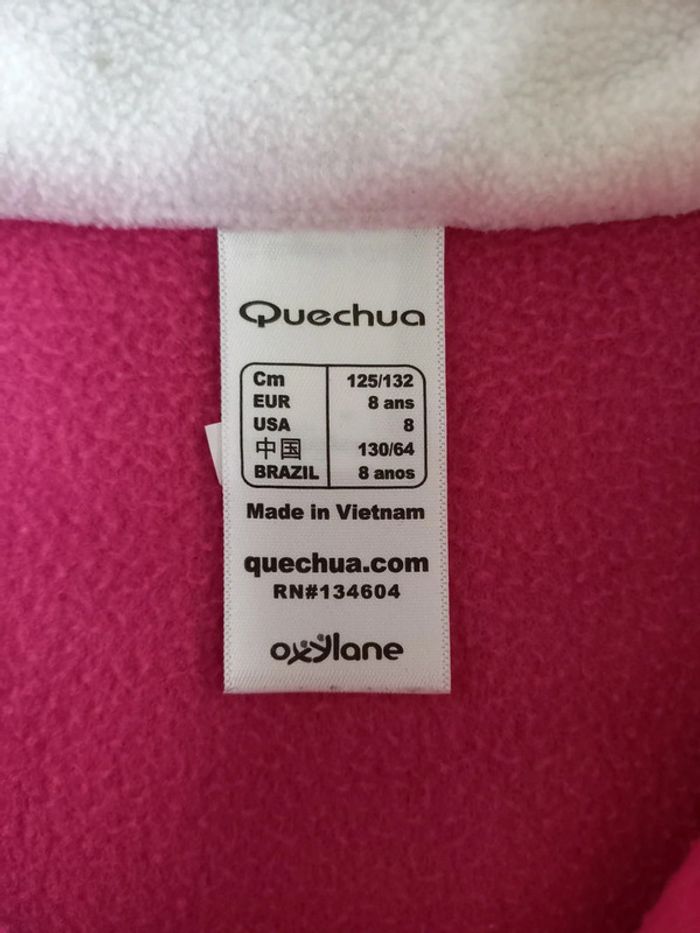 Quechua
Cm 125/132
EUR 8 ans
USA 8
中国 130/64
BRAZIL 8 anos
Made in Vietnam
quechua.com
RN#134604
oxylane